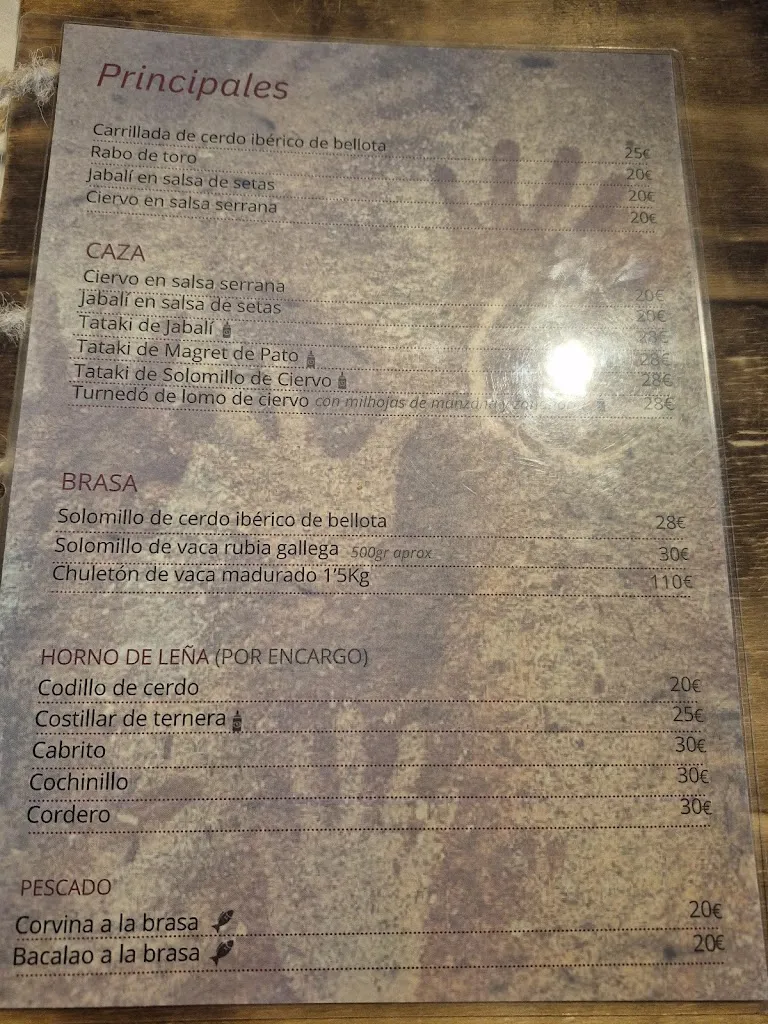 Principales
Carrillada de cerdo ibérico de bellota 25€
Rabo de toro 20€
Jabalí en salsa de setas 20€
Ciervo en salsa serrana 20€
CAZA
Ciervo en salsa serrana 20€
Jabalí en salsa de setas 20€
Tataki de Jabalí 28€
Tataki de Magret de Pato 28€
Tataki de Solomillo de Ciervo 28€
Turnedó de lomo de ciervo con milhojas de manzana y 28€
BRASA
Solomillo de cerdo ibérico de bellota 28€
Solomillo de vaca rubia gallega 500gr aprox 30€
Chuletón de vaca madurado 1'5Kg 110€
HORNO DE LEÑA (POR ENCARGO)
Codillo de cerdo 20€
Costillar de ternera 25€
Cabrito 30€
Cochinillo 30€
Cordero 30€
PESCADO
Corvina a la brasa 20€
Bacalao a la brasa 20€